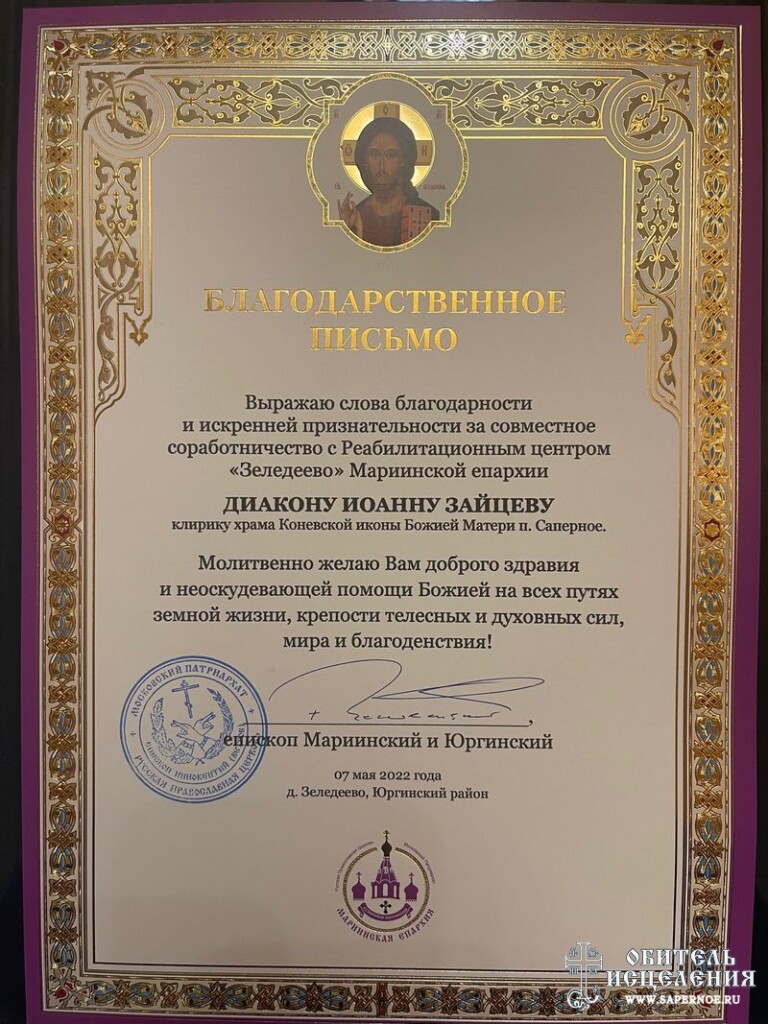 БЛАГОДАРСТВЕННОЕ
ПИСЬМО
Выражаю слова благодарности
и искренней признательности за совместное
соработничество с Реабилитационным центром
«Зеледеево» Мариинской епархии
ДИАКОНУ ИОАННУ ЗАЙЦЕВУ
клирику храма Коневской иконы Божией Матери п. Саперное.
Молитвенно желаю Вам доброго здравия
и неоскудевающей помощи Божией на всех путях
земной жизни, крепости телесных и духовных сил,
мира и благоденствия!
МОСКОВСКИЙ ПАТРИАРХАТ
ЕПИСКОП ИННОКЕНТИЙ
РУССКАЯ ПРАВОСЛАВНАЯ ЦЕРКОВЬ
епископ Мариинский и Юргинский
07 мая 2022 года
д. Зеледеево, Юргинский район
МАРИИНСКАЯ ЕПАРХИЯ
ОБИТЕЛЬ
ИСЦЕЛЕНИЯ
WWW.SAPERNOE.RU